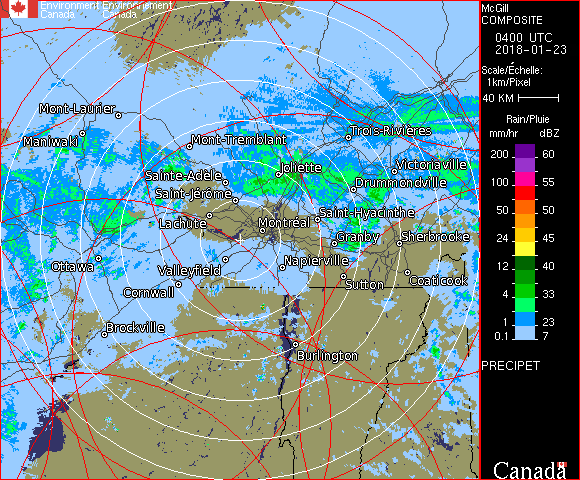 Environment Environnement
Canada Canada
Mont-Laurier
Maniwaki
Mont-Tremblant
Trois-Rivières
Sainte-Adèle
Joliette
Victoriaville
Saint-Jérôme
Drummondville
Lachute
Montréal
Saint-Hyacinthe
Granby
Sherbrooke
Ottawa
Valleyfield
Napierville
Cornwall
Sutton
Coaticook
Brockville
Burlington
McGill
COMPOSITE
0400 UTC
2018-01-23
Scale/Échelle:
1km/Pixel
40 KM
Rain/Pluie
mm/hr dBZ
200 60
150 57
100 55
50 50
24 45
12 40
4 33
1 23
0.1 7
PRECIPET
Canada